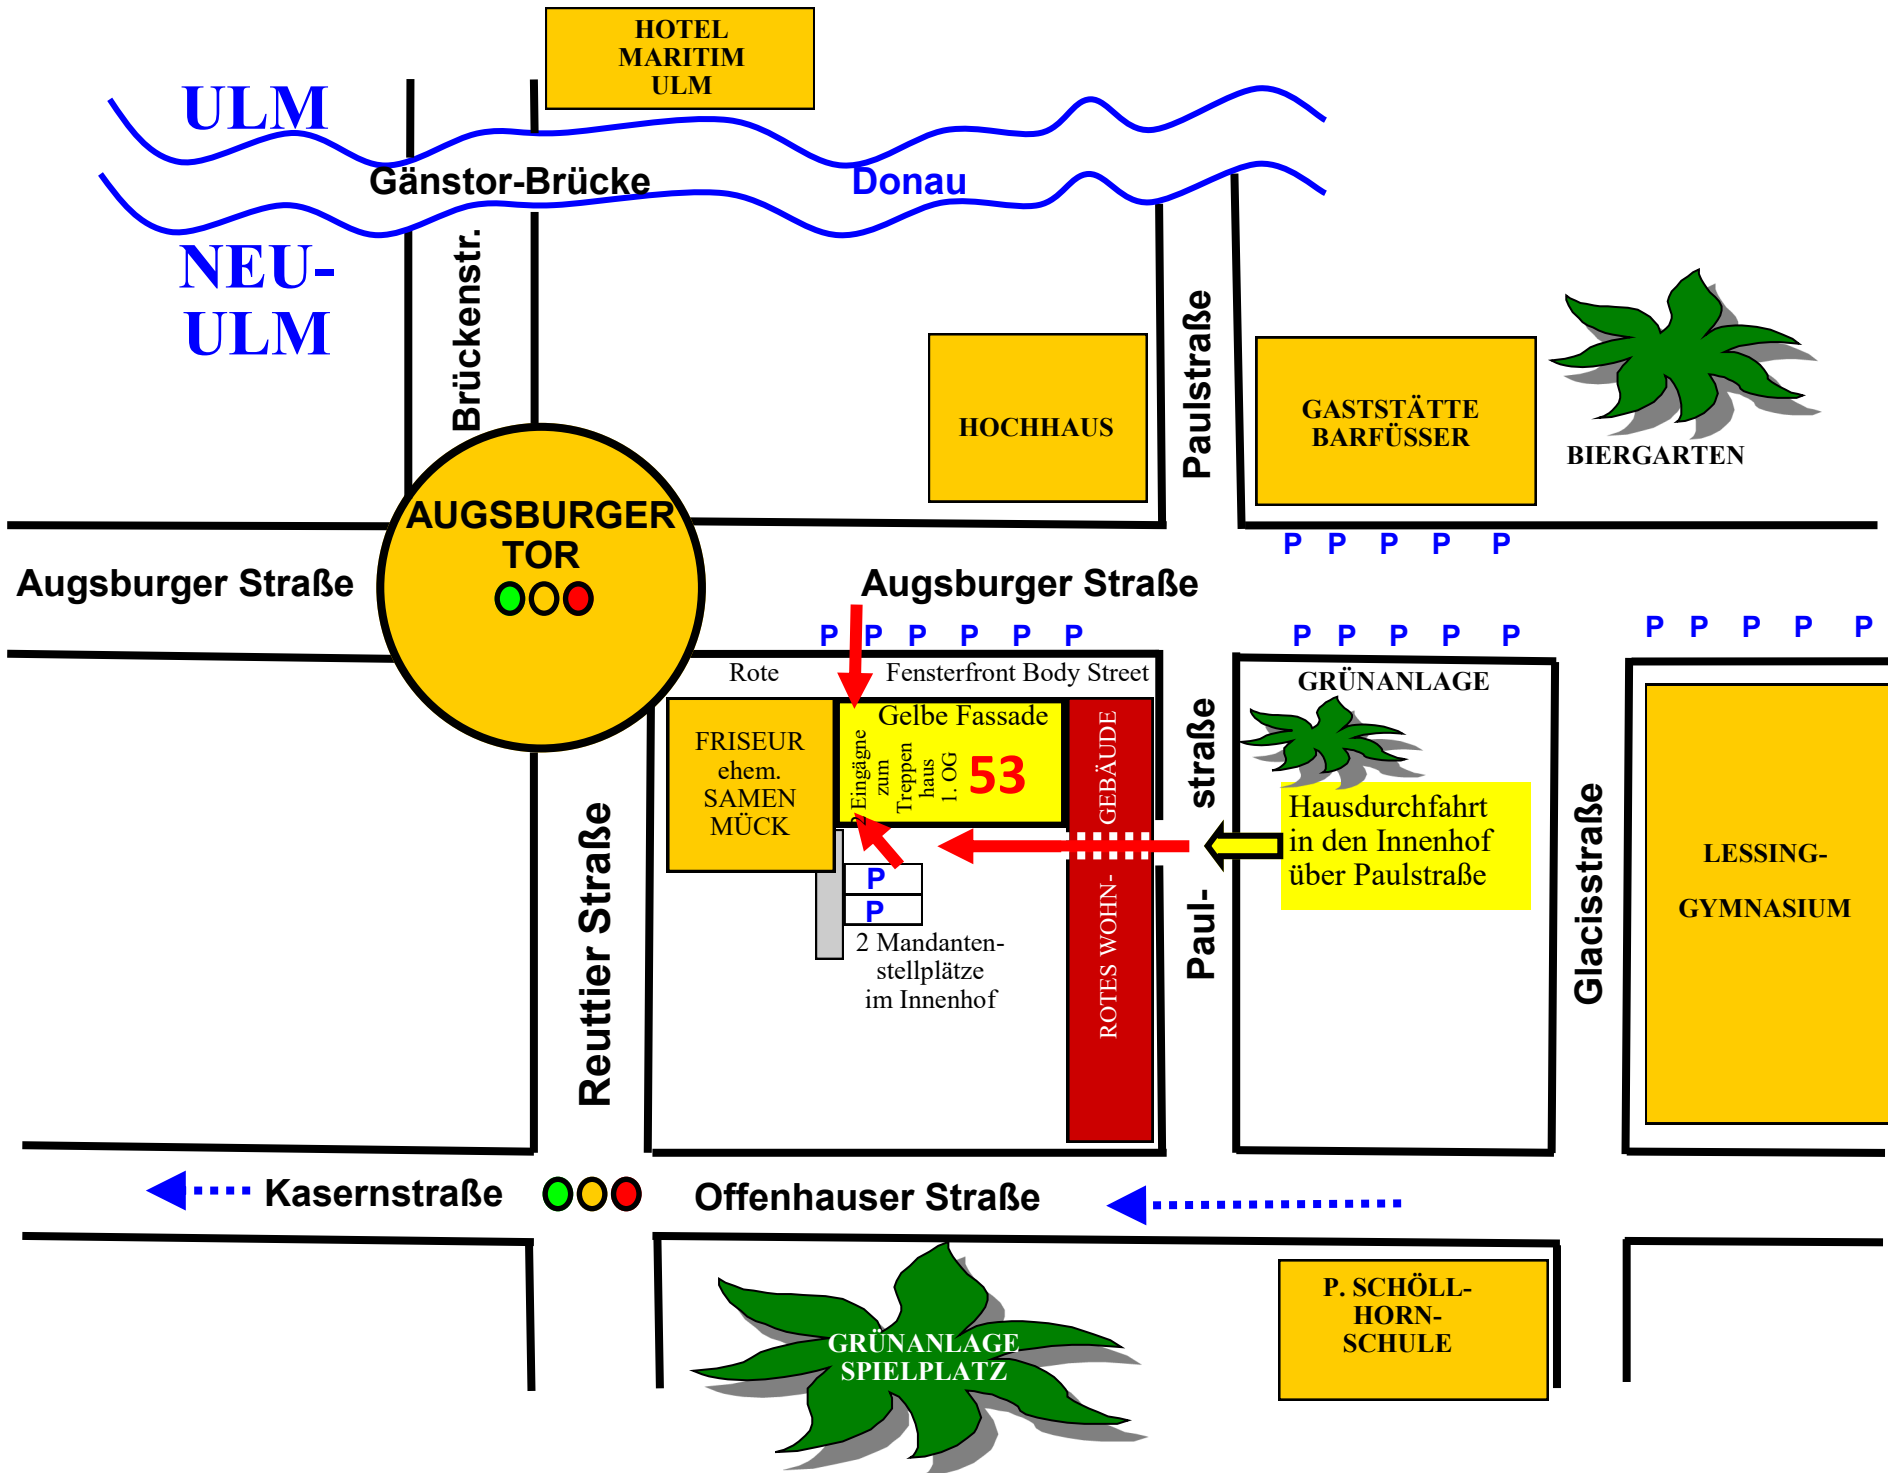 HOTEL
MARITIM
ULM
ULM
Gänstor-Brücke
Donau
NEU-
ULM
Brückenstr.
Paulstraße
HOCHHAUS
GASTSTÄTTE
BARFÜSSER
BIERGARTEN
AUGSBURGER
TOR
P P P P P
Augsburger Straße
Augsburger Straße
P P P P P P
P P P P P
P P P P P
Rote
Fensterfront Body Street
GRÜNANLAGE
FRISEUR
ehem.
SAMEN
MÜCK
Gelbe Fassade
2 Eingägne
zum
Treppen
haus
1. OG
53
ROTES WOHN- GEBÄUDE
Paul- straße
Hausdurchfahrt
in den Innenhof
über Paulstraße
P
P
2 Mandanten-
stellplätze
im Innenhof
Reuttier Straße
Glacisstraße
LESSING-
GYMNASIUM
Kasernstraße
Offenhauser Straße
GRÜNANLAGE
SPIELPLATZ
P. SCHÖLL-
HORN-
SCHULE